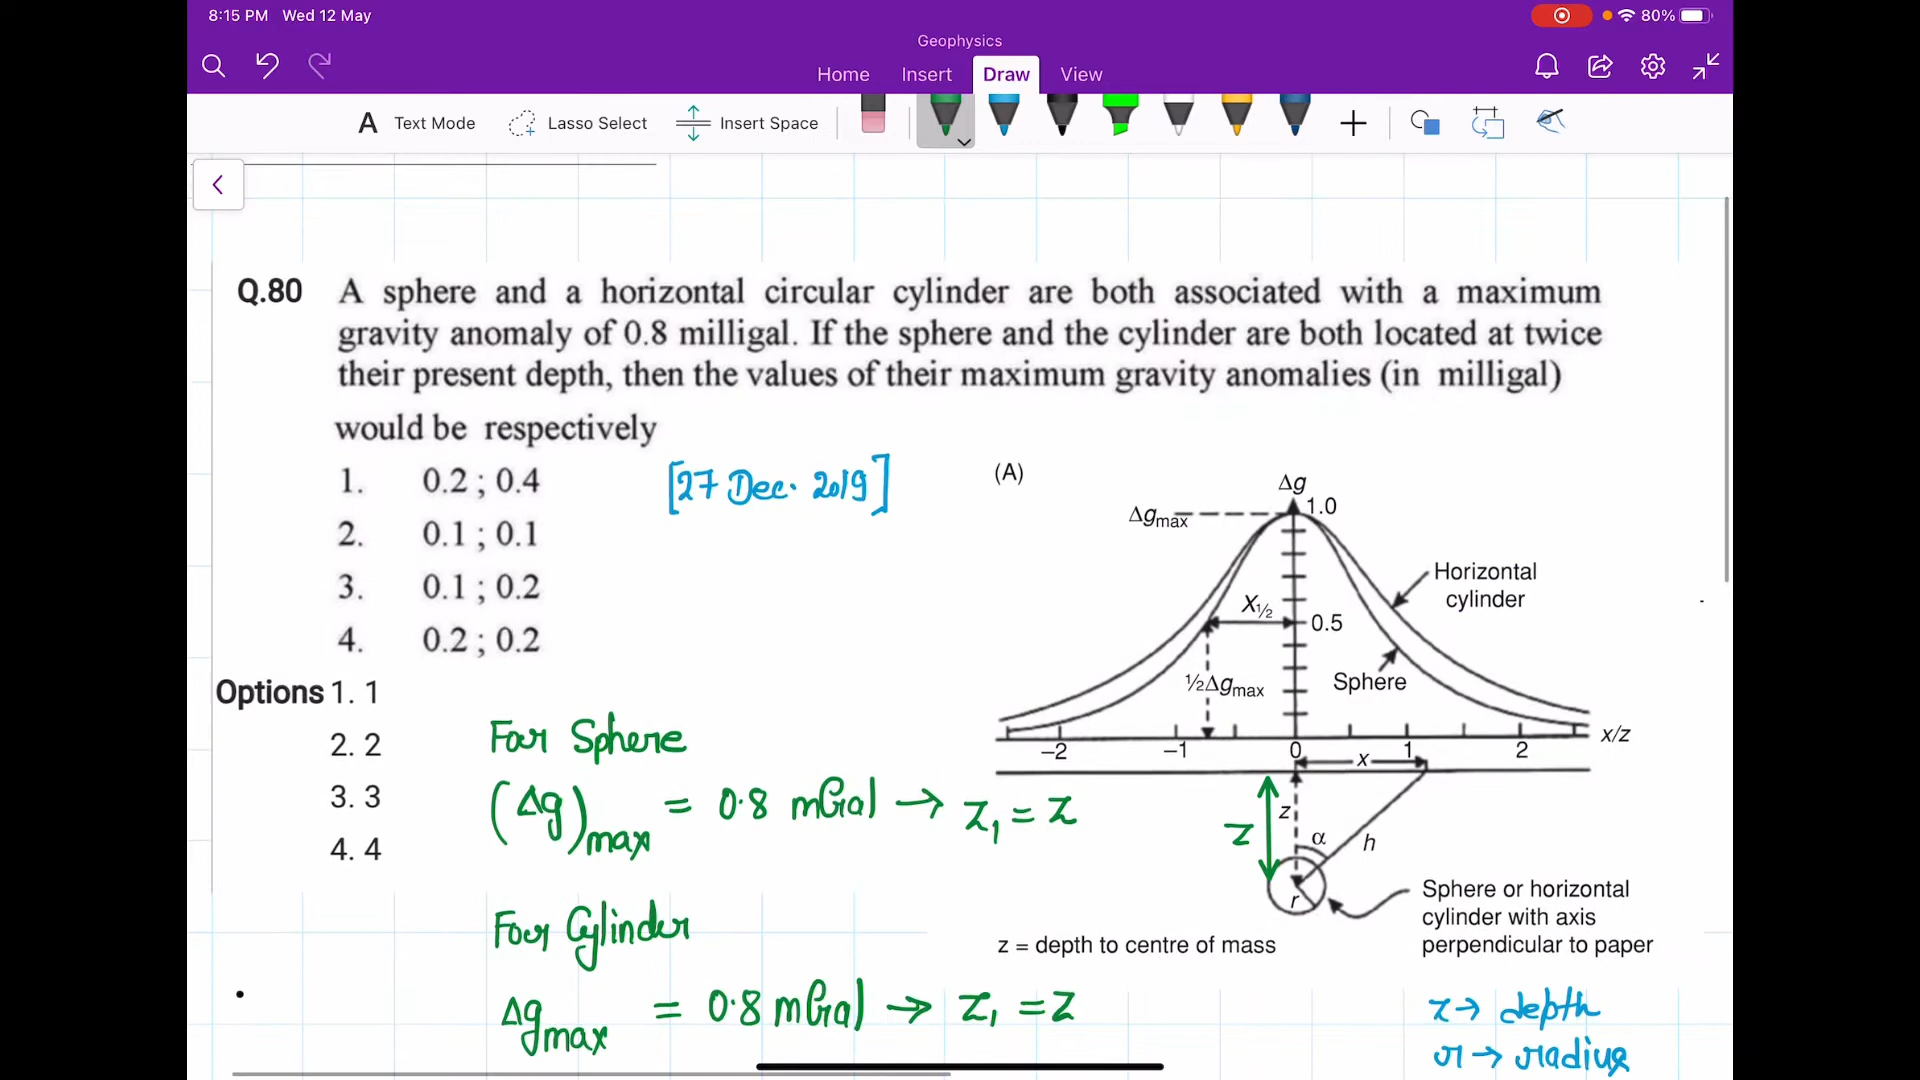 8:15 PM Wed 12 May
80%
Geophysics
Home Insert Draw View
A Text Mode Lasso Select Insert Space
Q.80 A sphere and a horizontal circular cylinder are both associated with a maximum
gravity anomaly of 0.8 milligal. If the sphere and the cylinder are both located at twice
their present depth, then the values of their maximum gravity anomalies (in milligal)
would be respectively
1. 0.2 ; 0.4
[27 Dec. 2019]
2. 0.1 ; 0.1
3. 0.1 ; 0.2
4. 0.2 ; 0.2
Options 1. 1
2. 2
3. 3
4. 4
(A)
Δg
Δgmax
1.0
Horizontal
cylinder
X½
0.5
Sphere
½Δgmax
-2 -1 0 1 2 x/z
x
z
Z
α
h
r
Sphere or horizontal
cylinder with axis
perpendicular to paper
z = depth to centre of mass
For Sphere
(Δg)max = 0.8 mGal → z₁ = z
For Cylinder
Δgmax = 0.8 mGal → z₁ = z
z → depth
r → radius